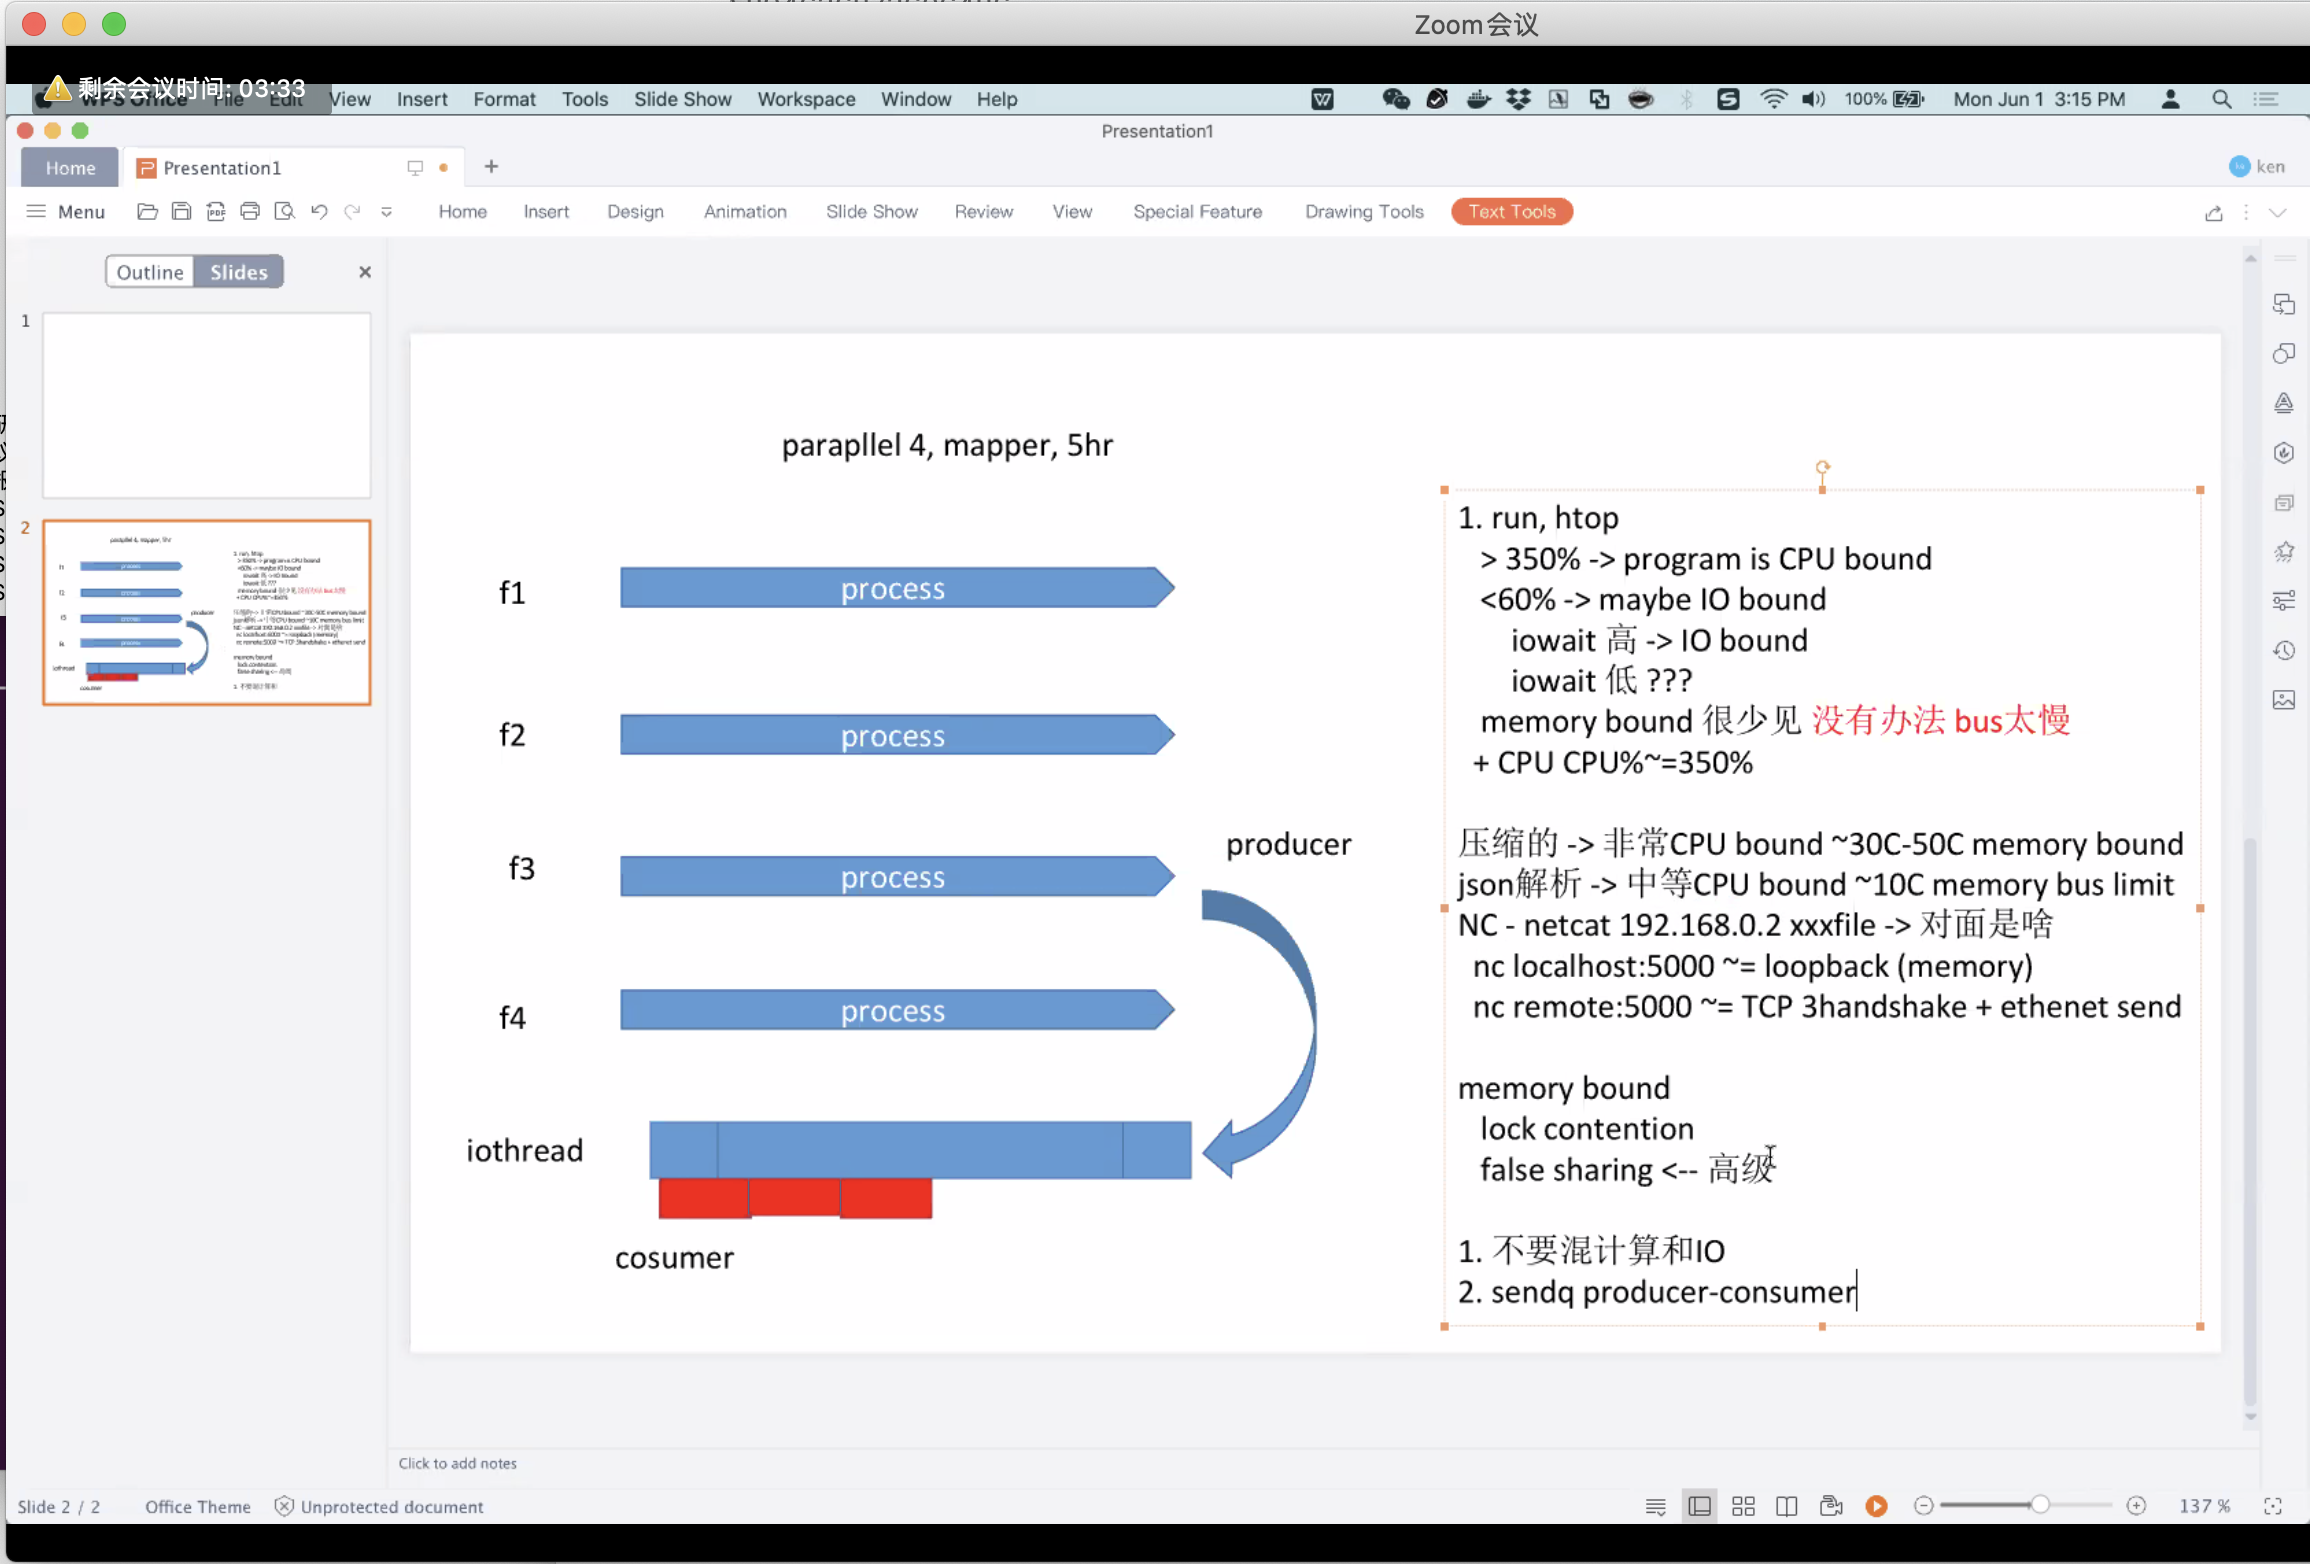 Zoom会议
剩余会议时间: 03:33
WPS Office File Edit View Insert Format Tools Slide Show Workspace Window Help
100% Mon Jun 1 3:15 PM
Presentation1
Home Presentation1 + ken
Menu Home Insert Design Animation Slide Show Review View Special Feature Drawing Tools Text Tools
Outline Slides
1
2
parapllel 4, mapper, 5hr
f1 process
f2 process
f3 process
f4 process
producer
iothread
cosumer
1. run, htop
> 350% -> program is CPU bound
<60% -> maybe IO bound
iowait 高 -> IO bound
iowait 低 ???
memory bound 很少见 没有办法 bus太慢
+ CPU CPU%~=350%
压缩的 -> 非常CPU bound ~30C-50C memory bound
json解析 -> 中等CPU bound ~10C memory bus limit
NC - netcat 192.168.0.2 xxxfile -> 对面是啥
nc localhost:5000 ~= loopback (memory)
nc remote:5000 ~= TCP 3handshake + ethenet send
memory bound
lock contention
false sharing <-- 高级
1. 不要混计算和IO
2. sendq producer-consumer
Click to add notes
Slide 2 / 2 Office Theme Unprotected document 137 %